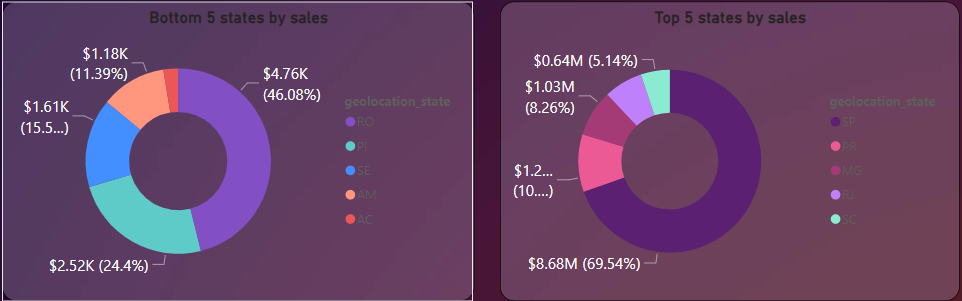 Bottom 5 states by sales
$1.18K
(11.39%)
$4.76K
(46.08%)
$1.61K
(15.5...)
$2.52K (24.4%)
geolocation_state
RO
PI
SE
AM
AC
Top 5 states by sales
$0.64M (5.14%)
$1.03M
(8.26%)
$1.2...
(10....)
$8.68M (69.54%)
geolocation_state
SP
PR
MG
RJ
SC